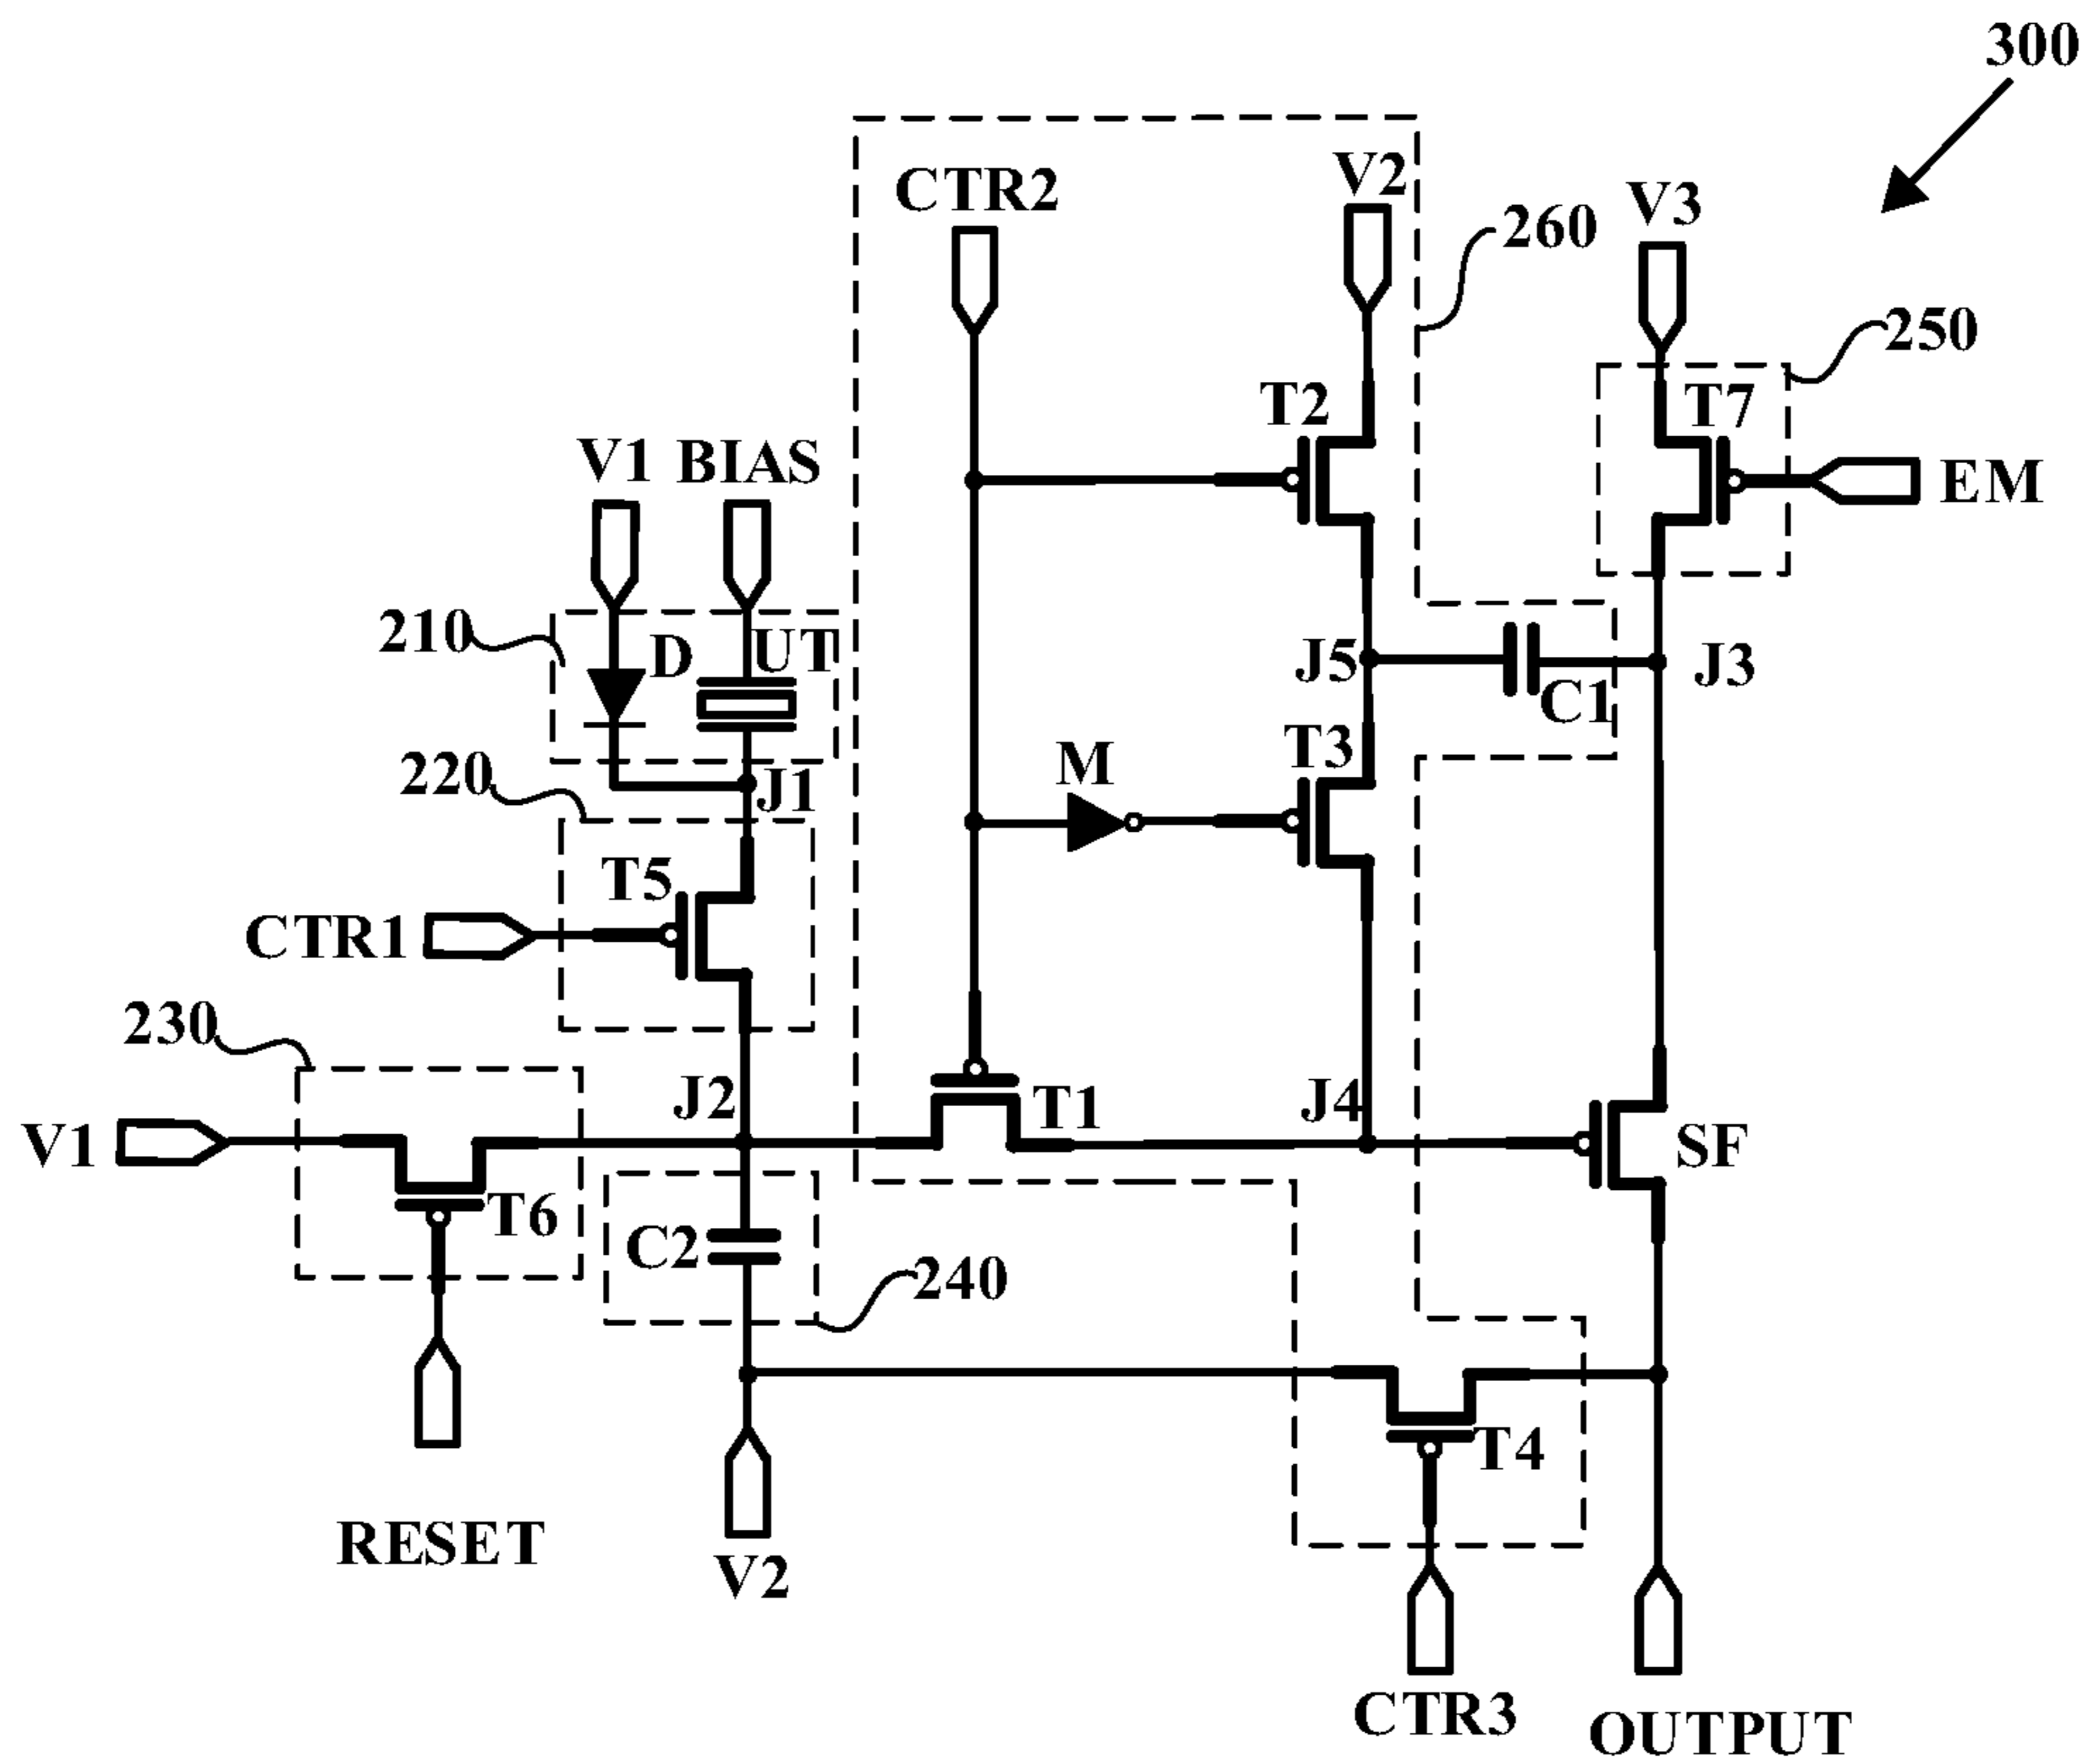 300
CTR2
V2
V3
260
250
T2
T7
V1 BIAS
EM
210
D
UT
J5
J3
C1
T3
M
220
J1
T5
CTR1
230
J2
T1
J4
SF
V1
T6
C2
240
T4
RESET
V2
CTR3
OUTPUT